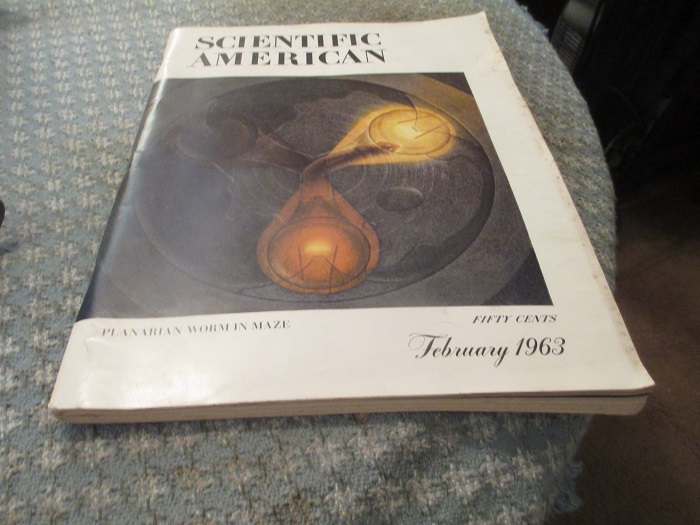 SCIENTIFIC
AMERICAN
PLANARIAN WORM IN MAZE
FIFTY CENTS
February 1963